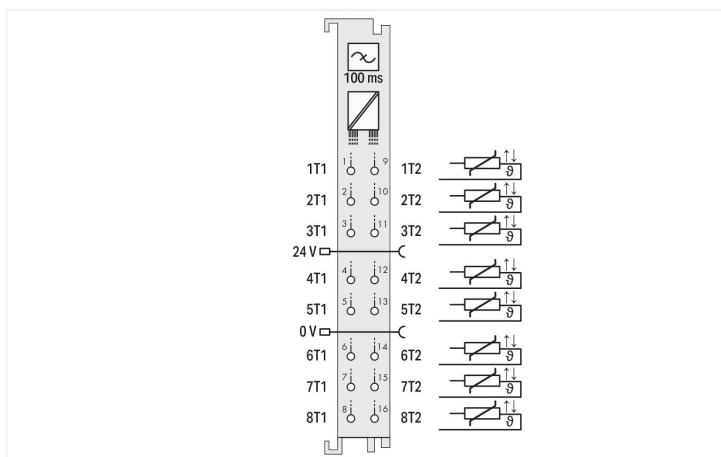 100 ms
1T1 1 9 1T2 ↑↓ ϑ
2T1 2 10 2T2 ↑↓ ϑ
3T1 3 11 3T2 ↑↓ ϑ
24 V
4T1 4 12 4T2 ↑↓ ϑ
5T1 5 13 5T2 ↑↓ ϑ
0 V
6T1 6 14 6T2 ↑↓ ϑ
7T1 7 15 7T2 ↑↓ ϑ
8T1 8 16 8T2 ↑↓ ϑ